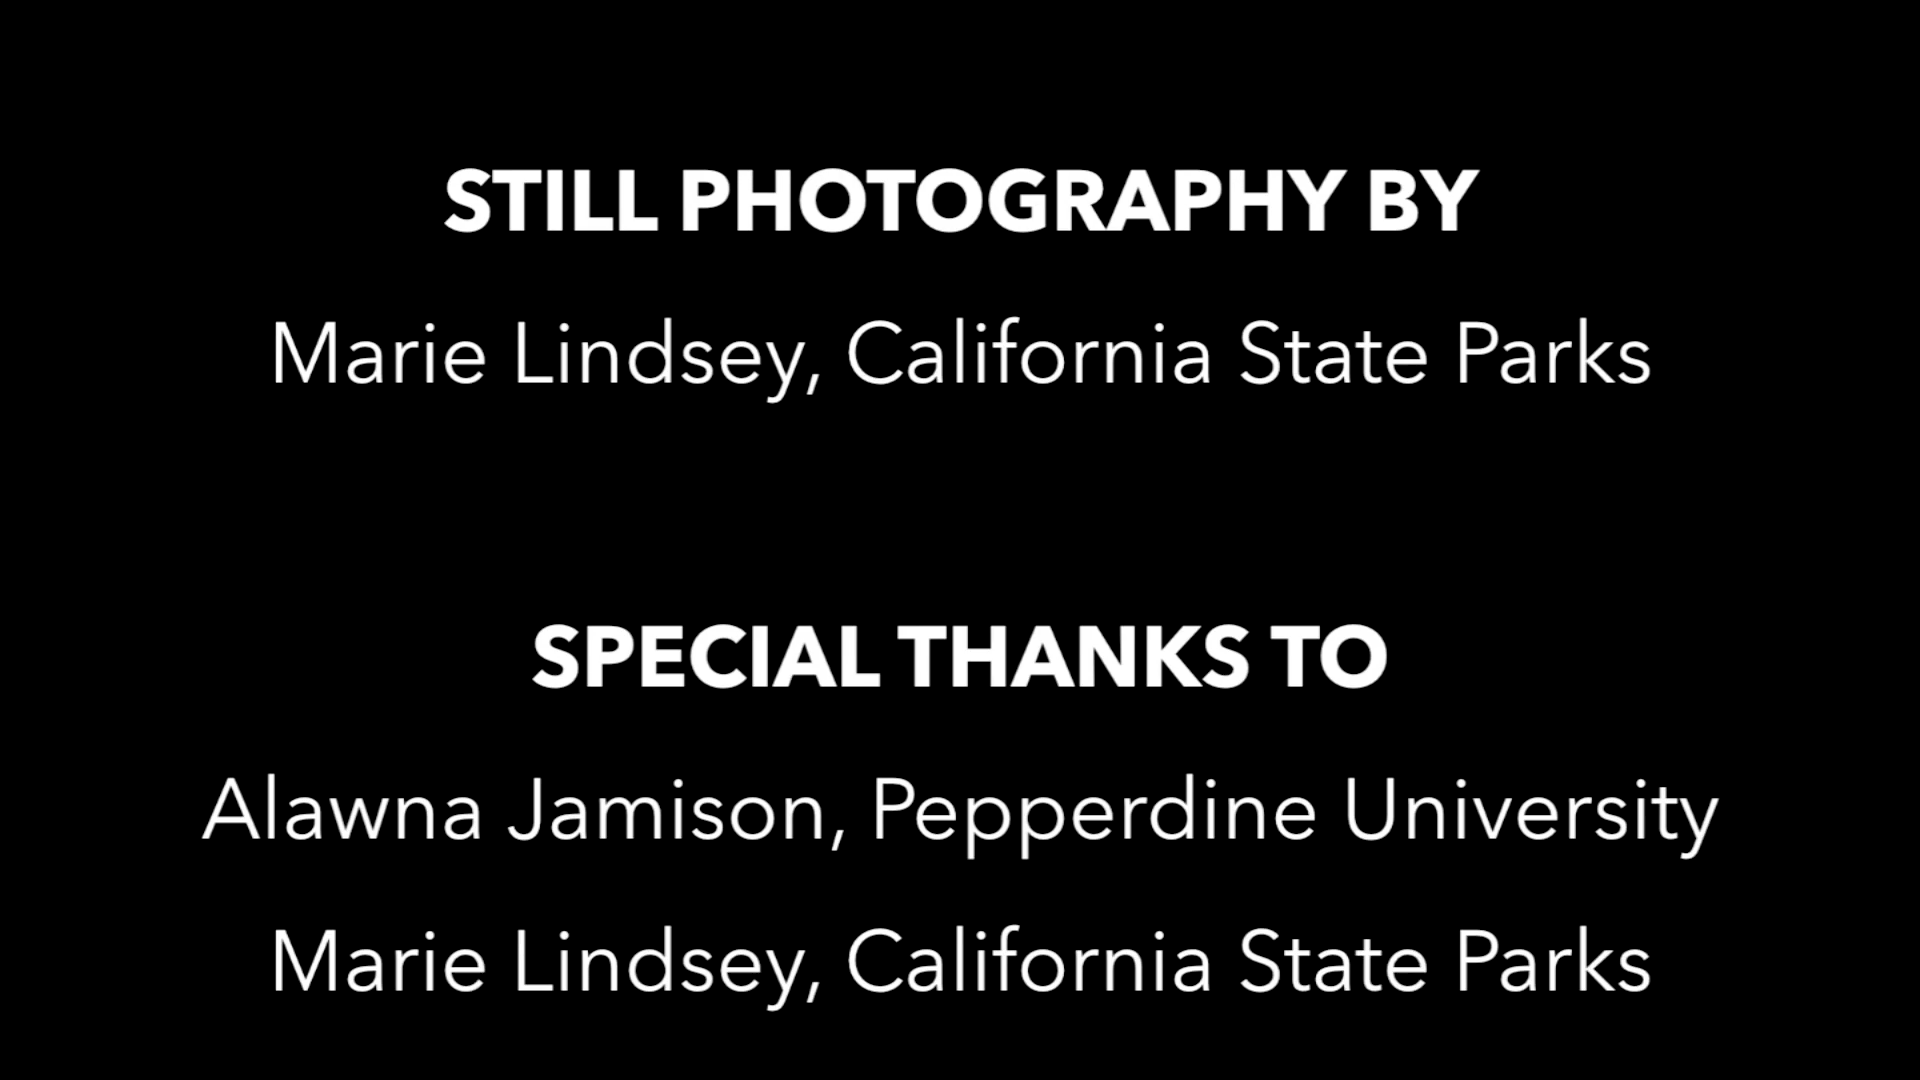 STILL PHOTOGRAPHY BY
Marie Lindsey, California State Parks
SPECIAL THANKS TO
Alawna Jamison, Pepperdine University
Marie Lindsey, California State Parks